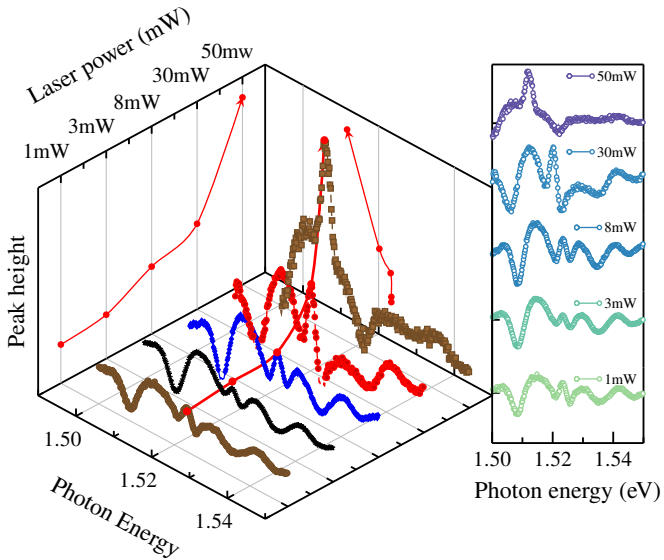 Laser power (mW)
1mW
3mW
8mW
30mW
50mw
Peak height
1.50
1.52
1.54
Photon Energy
50mW
30mW
8mW
3mW
1mW
1.50 1.52 1.54
Photon energy (eV)